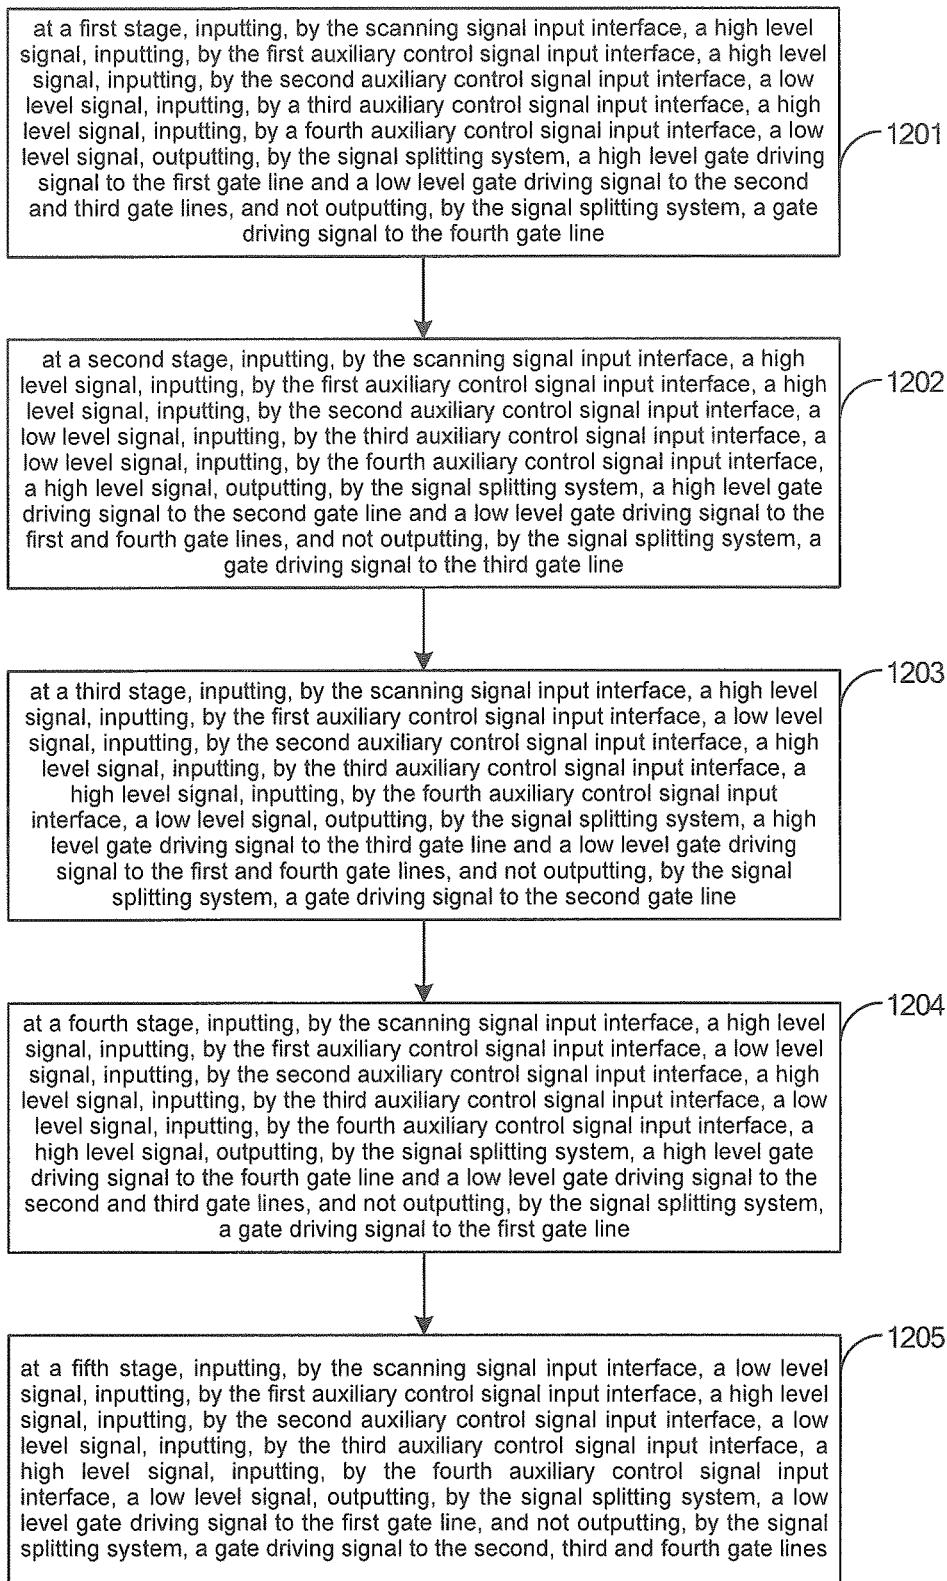 at a first stage, inputting, by the scanning signal input interface, a high level
signal, inputting, by the first auxiliary control signal input interface, a high level
signal, inputting, by the second auxiliary control signal input interface, a low
level signal, inputting, by a third auxiliary control signal input interface, a high
level signal, inputting, by a fourth auxiliary control signal input interface, a low
level signal, outputting, by the signal splitting system, a high level gate driving
signal to the first gate line and a low level gate driving signal to the second
and third gate lines, and not outputting, by the signal splitting system, a gate
driving signal to the fourth gate line
1201
at a second stage, inputting, by the scanning signal input interface, a high
level signal, inputting, by the first auxiliary control signal input interface, a high
level signal, inputting, by the second auxiliary control signal input interface, a
low level signal, inputting, by the third auxiliary control signal input interface, a
low level signal, inputting, by the fourth auxiliary control signal input interface,
a high level signal, outputting, by the signal splitting system, a high level gate
driving signal to the second gate line and a low level gate driving signal to the
first and fourth gate lines, and not outputting, by the signal splitting system, a
gate driving signal to the third gate line
1202
at a third stage, inputting, by the scanning signal input interface, a high level
signal, inputting, by the first auxiliary control signal input interface, a low level
signal, inputting, by the second auxiliary control signal input interface, a high
level signal, inputting, by the third auxiliary control signal input interface, a
high level signal, inputting, by the fourth auxiliary control signal input
interface, a low level signal, outputting, by the signal splitting system, a high
level gate driving signal to the third gate line and a low level gate driving
signal to the first and fourth gate lines, and not outputting, by the signal
splitting system, a gate driving signal to the second gate line
1203
at a fourth stage, inputting, by the scanning signal input interface, a high level
signal, inputting, by the first auxiliary control signal input interface, a low level
signal, inputting, by the second auxiliary control signal input interface, a high
level signal, inputting, by the third auxiliary control signal input interface, a low
level signal, inputting, by the fourth auxiliary control signal input interface, a
high level signal, outputting, by the signal splitting system, a high level gate
driving signal to the fourth gate line and a low level gate driving signal to the
second and third gate lines, and not outputting, by the signal splitting system,
a gate driving signal to the first gate line
1204
at a fifth stage, inputting, by the scanning signal input interface, a low level
signal, inputting, by the first auxiliary control signal input interface, a high level
signal, inputting, by the second auxiliary control signal input interface, a low
level signal, inputting, by the third auxiliary control signal input interface, a
high level signal, inputting, by the fourth auxiliary control signal input
interface, a low level signal, outputting, by the signal splitting system, a low
level gate driving signal to the first gate line, and not outputting, by the signal
splitting system, a gate driving signal to the second, third and fourth gate lines
1205